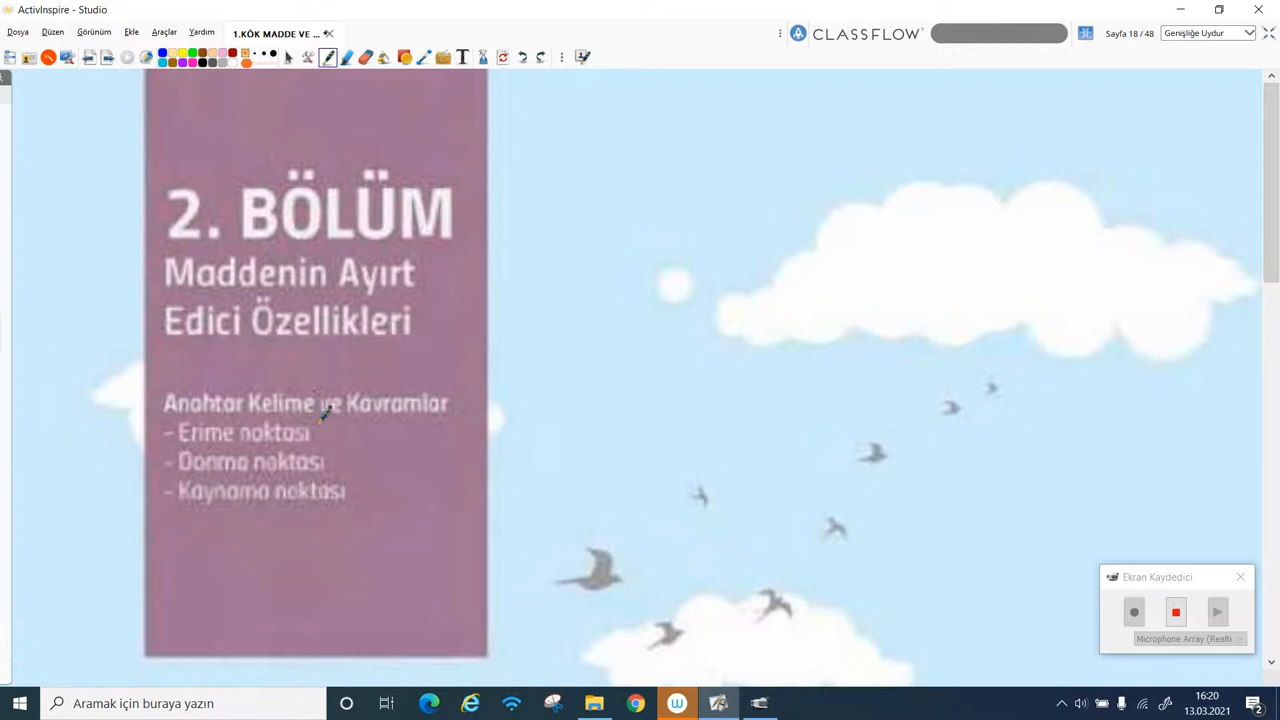 ActivInspire - Studio
Dosya Düzen Görünüm Ekle Araçlar Yardım
1.KÖK MADDE VE ...
CLASSFLOW
Sayfa 18 / 48
Genişliğe Uydur
2. BÖLÜM
Maddenin Ayırt
Edici Özellikleri
Anahtar Kelime ve Kavramlar
- Erime noktası
- Donma noktası
- Kaynama noktası
Ekran Kaydedici
Microphone Array (Realte
Aramak için buraya yazın
16:20
13.03.2021
2